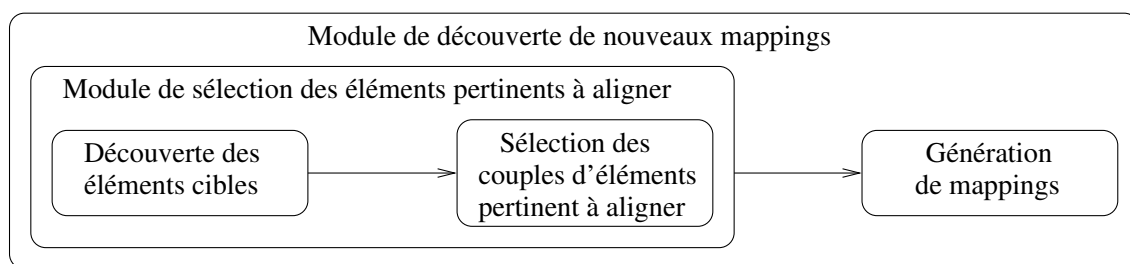 Module de découverte de nouveaux mappings
Module de sélection des éléments pertinents à aligner
Découverte des
éléments cibles
Sélection des
couples d'éléments
pertinent à aligner
Génération
de mappings